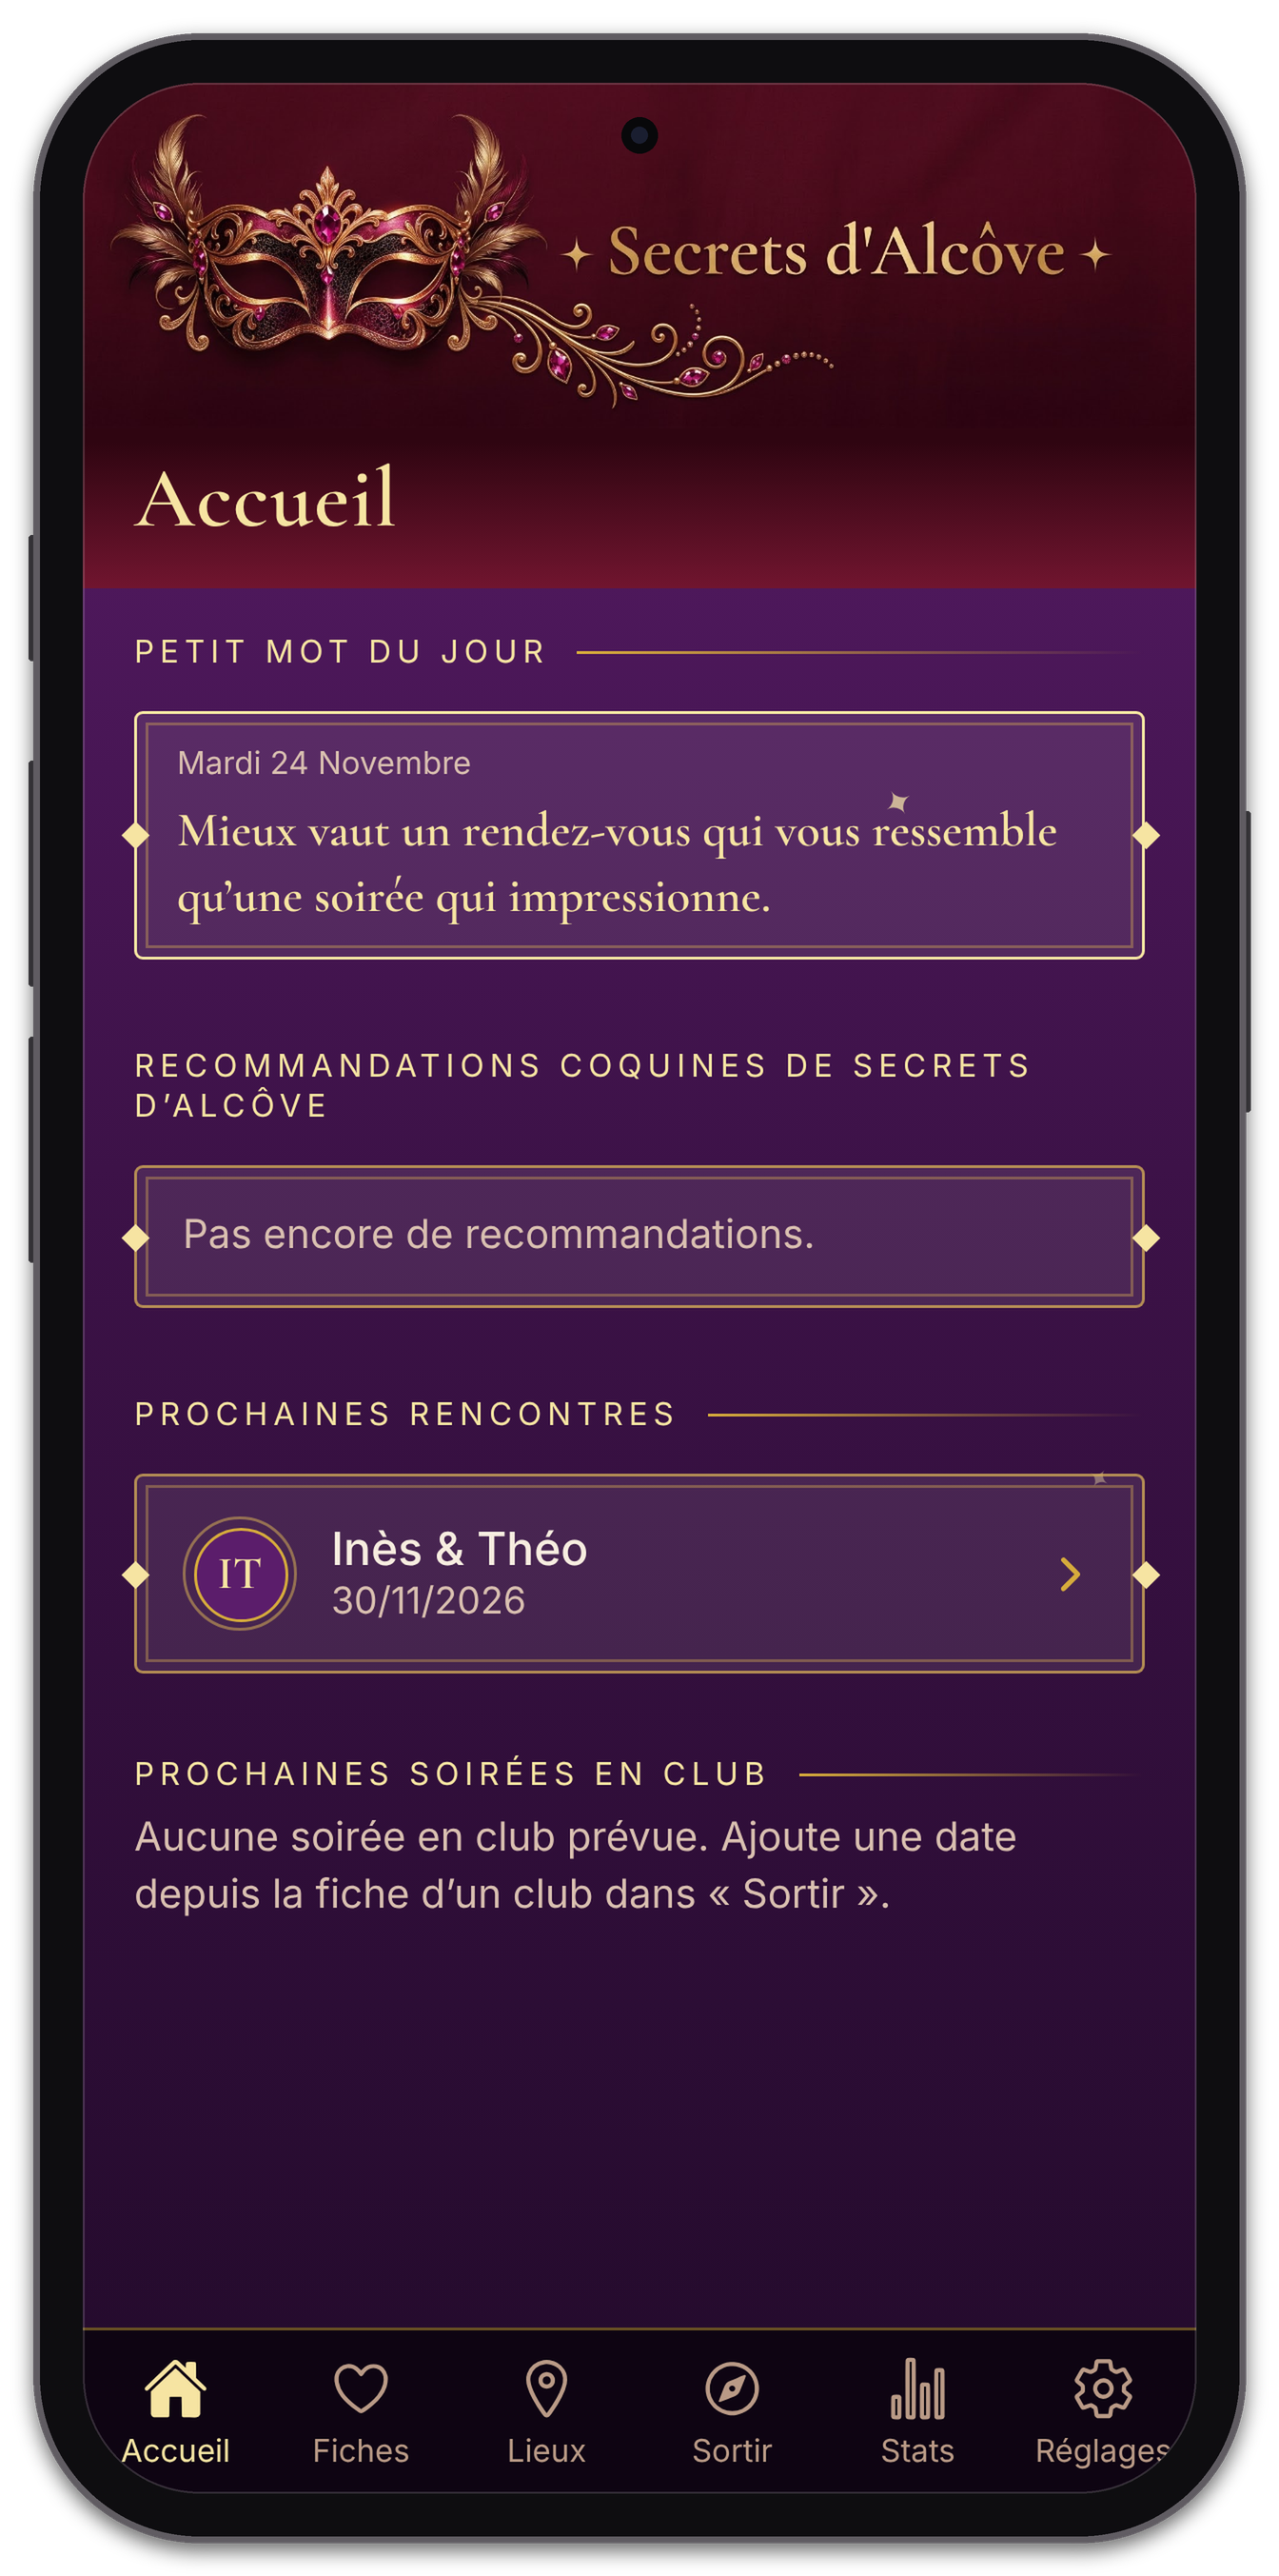 Secrets d'Alcôve
Accueil
PETIT MOT DU JOUR
Mardi 24 Novembre
Mieux vaut un rendez-vous qui vous ressemble
qu’une soirée qui impressionne.
RECOMMANDATIONS COQUINES DE SECRETS
D’ALCÔVE
Pas encore de recommandations.
PROCHAINES RENCONTRES
IT
Inès & Théo
30/11/2026
PROCHAINES SOIRÉES EN CLUB
Aucune soirée en club prévue. Ajoute une date
depuis la fiche d’un club dans « Sortir ».
Accueil
Fiches
Lieux
Sortir
Stats
Réglages